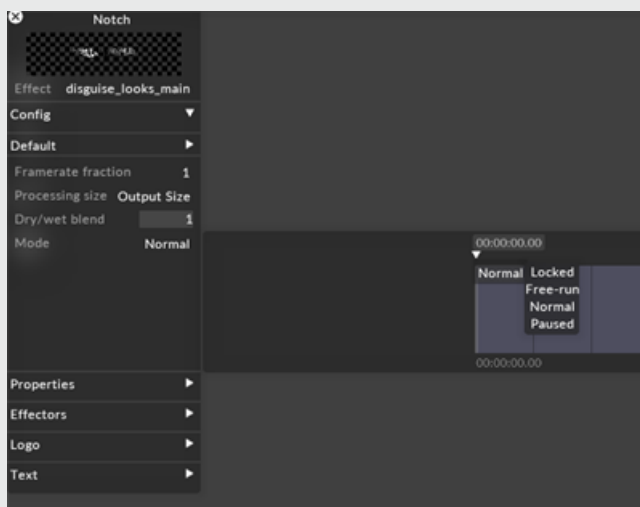 Notch
Effect disguise_looks_main
Config
Default
Framerate fraction 1
Processing size Output Size
Dry/wet blend 1
Mode Normal
00:00:00.00
Normal
Locked
Free-run
Normal
Paused
00:00:00.00
Properties
Effectors
Logo
Text